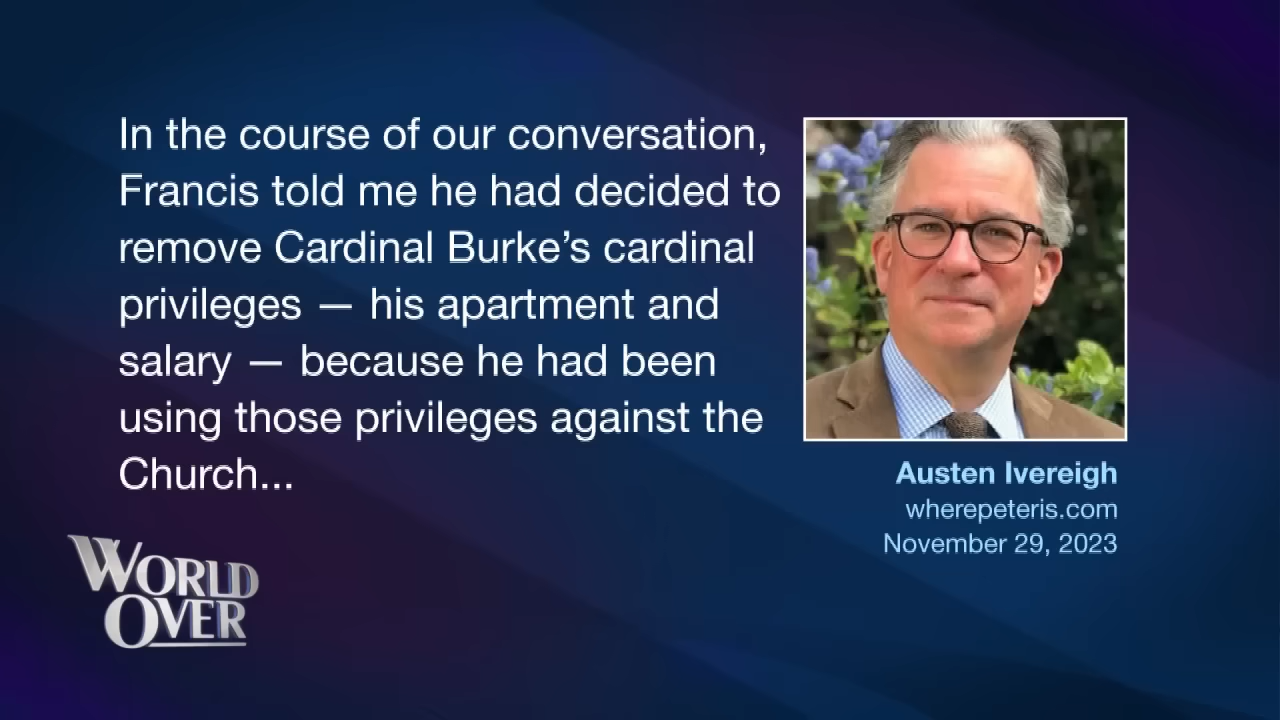 In the course of our conversation,
Francis told me he had decided to
remove Cardinal Burke’s cardinal
privileges — his apartment and
salary — because he had been
using those privileges against the
Church...
Austen Ivereigh
wherepeteris.com
November 29, 2023
WORLD
OVER